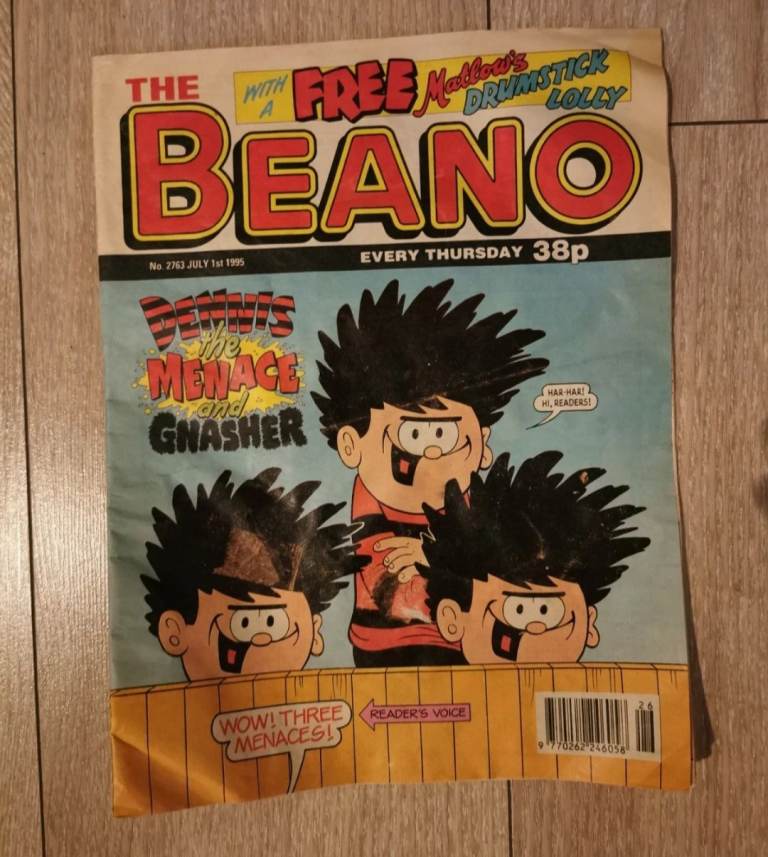 THE
WITH A FREE Matlow's DRUMSTICK LOLLY
BEANO
No. 2763 JULY 1st 1995
EVERY THURSDAY 38p
DENNIS
the
MENACE
and
GNASHER
HAR-HAR!
HI, READERS!
WOW! THREE
MENACES!
READER'S VOICE
26
9 770262 246058